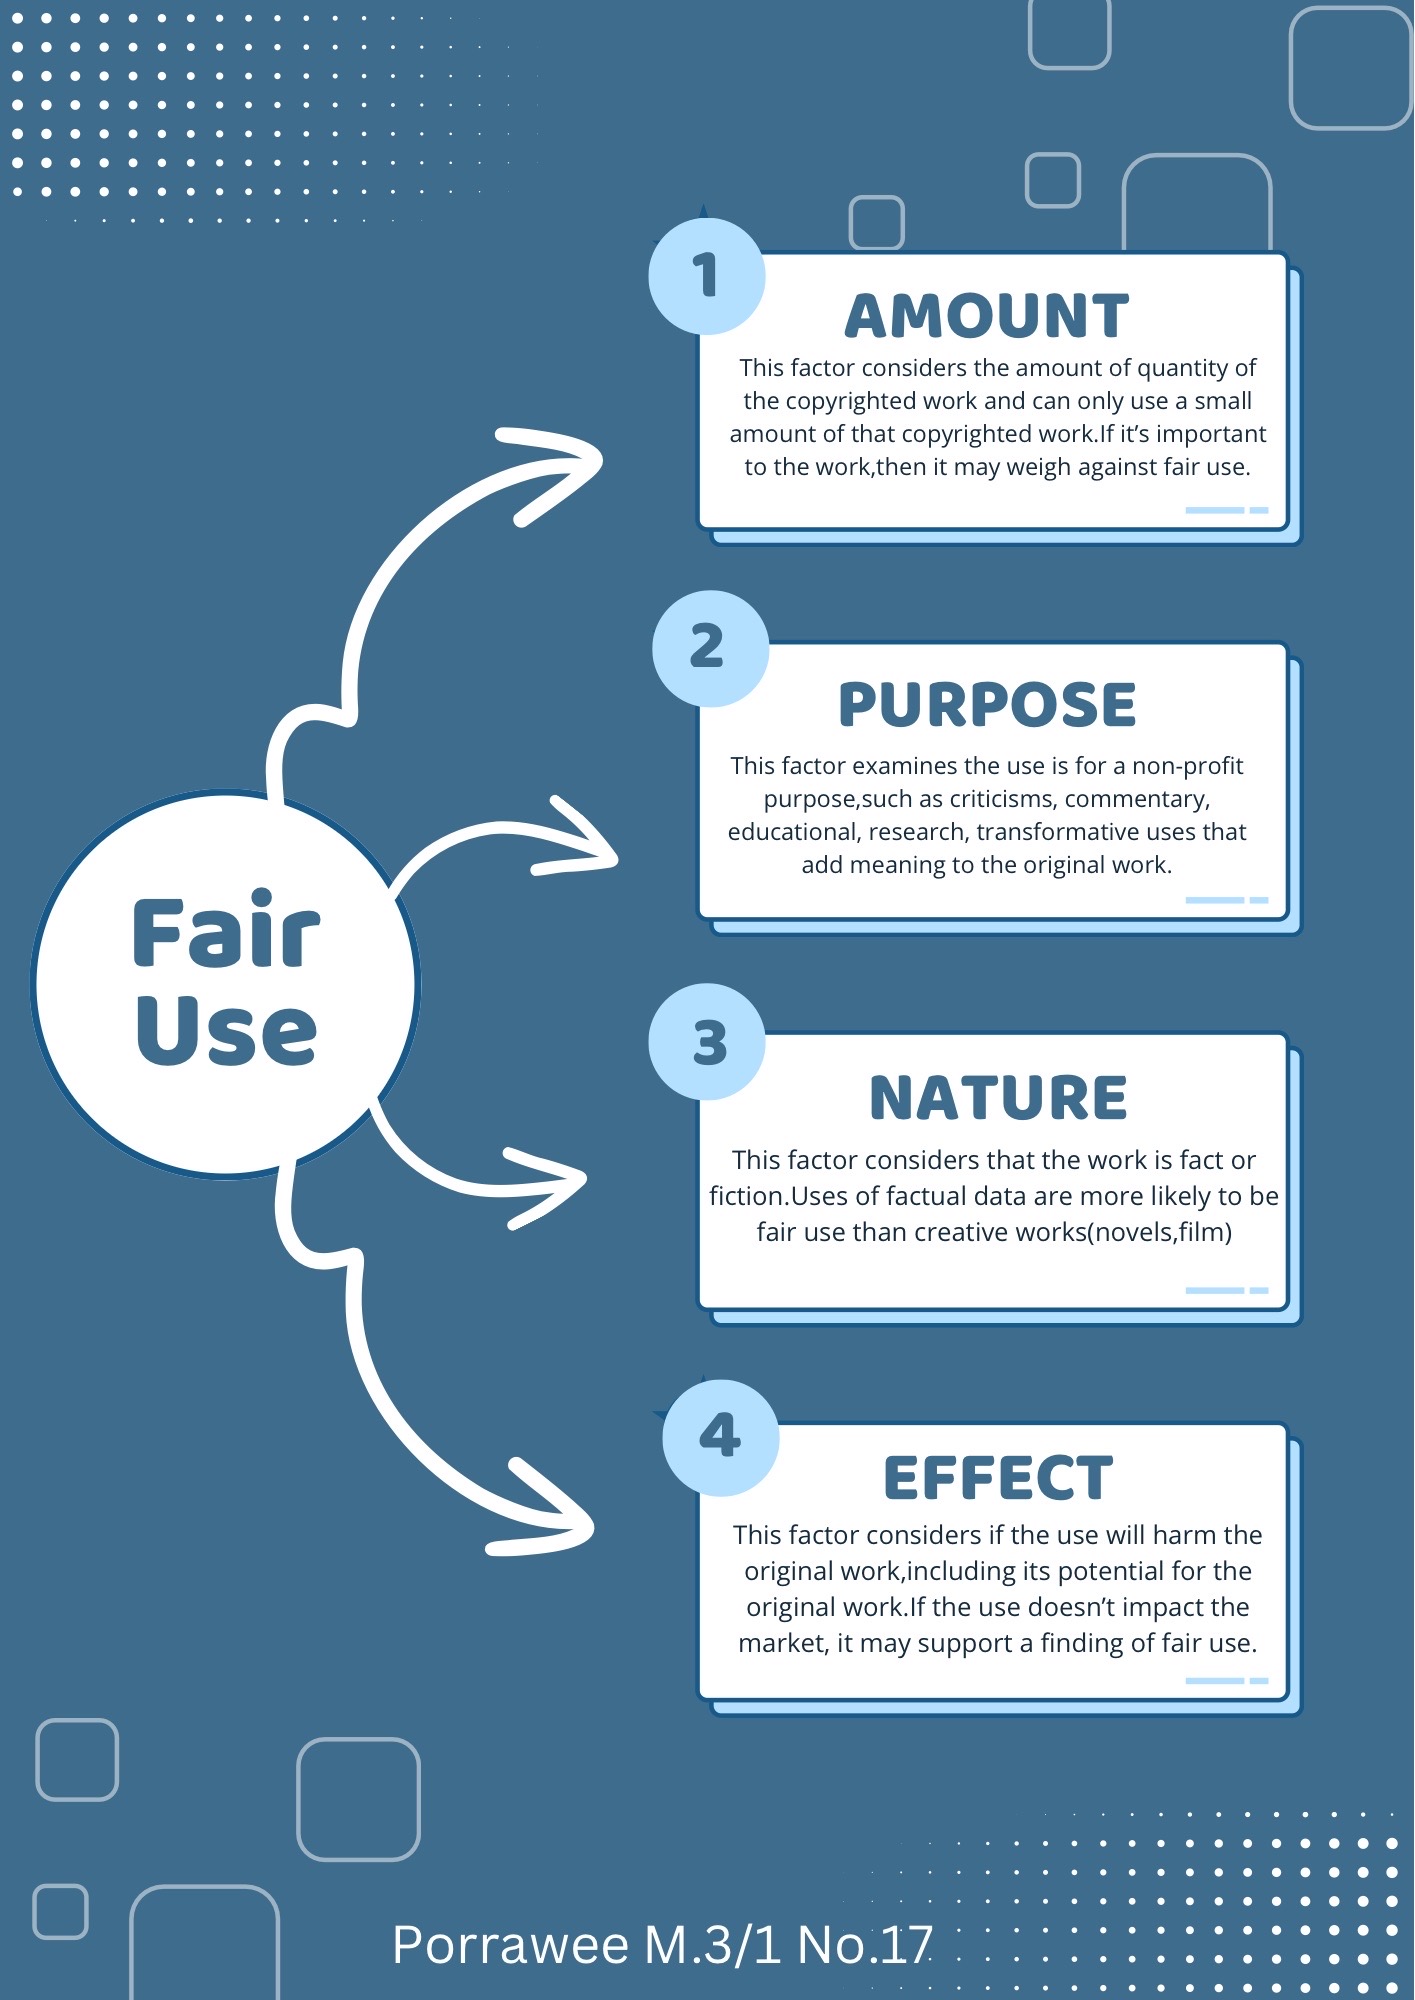 Fair
Use
1
AMOUNT
This factor considers the amount of quantity of
the copyrighted work and can only use a small
amount of that copyrighted work.If it’s important
to the work,then it may weigh against fair use.
2
PURPOSE
This factor examines the use is for a non-profit
purpose,such as criticisms, commentary,
educational, research, transformative uses that
add meaning to the original work.
3
NATURE
This factor considers that the work is fact or
fiction.Uses of factual data are more likely to be
fair use than creative works(novels,film)
4
EFFECT
This factor considers if the use will harm the
original work,including its potential for the
original work.If the use doesn’t impact the
market, it may support a finding of fair use.
Porrawee M.3/1 No.17